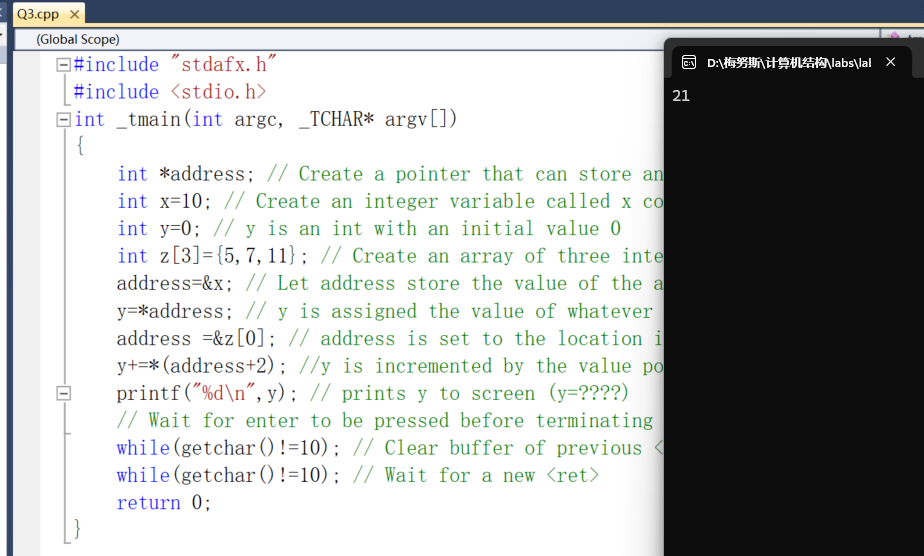 Q3.cpp
(Global Scope)
#include "stdafx.h"
#include <stdio.h>
int _tmain(int argc, _TCHAR* argv[])
{
int *address; // Create a pointer that can store an
int x=10; // Create an integer variable called x co
int y=0; // y is an int with an initial value 0
int z[3]={5,7,11}; // Create an array of three inte
address=&x; // Let address store the value of the a
y=*address; // y is assigned the value of whatever
address =&z[0]; // address is set to the location i
y+=*(address+2); //y is incremented by the value po
printf("%d\n",y); // prints y to screen (y=????)
// Wait for enter to be pressed before terminating
while(getchar()!=10); // Clear buffer of previous <
while(getchar()!=10); // Wait for a new <ret>
return 0;
}
D:\梅努斯\计算机结构\labs\lal
21